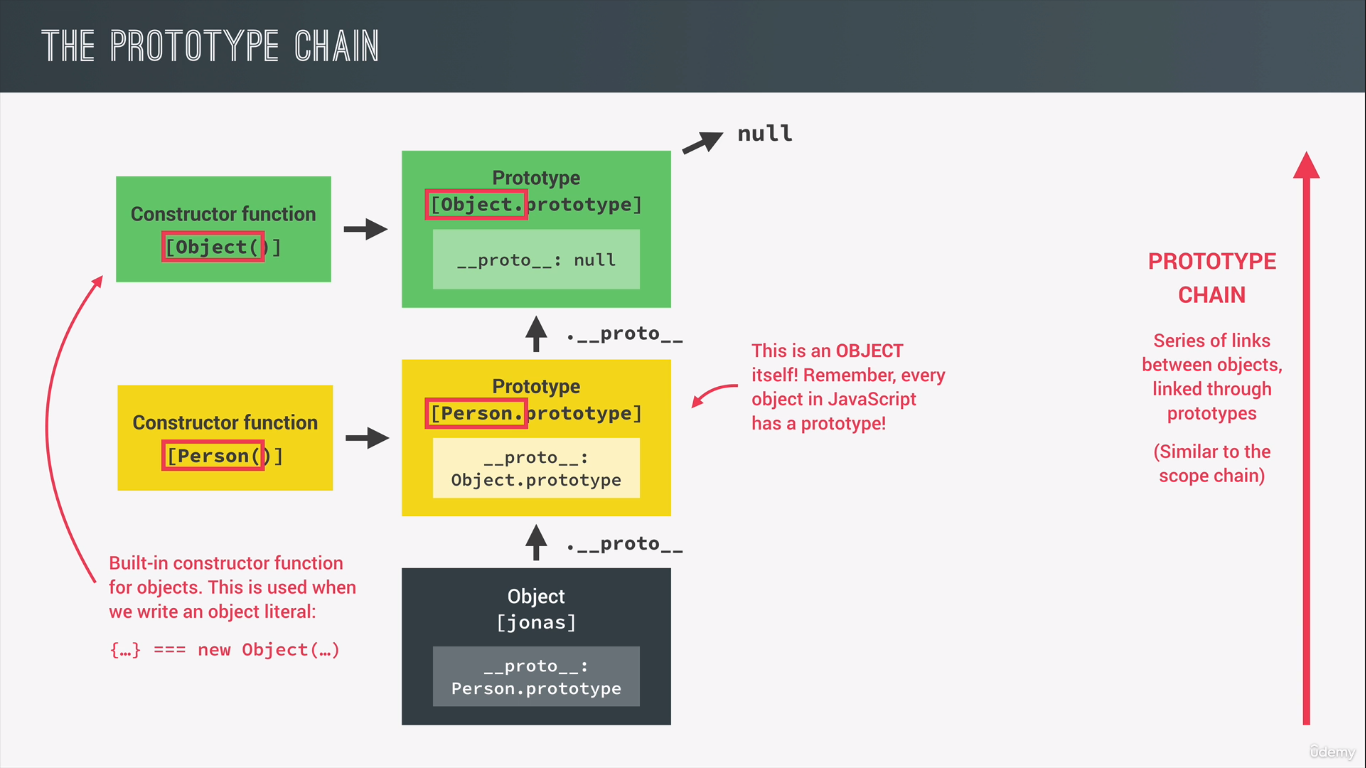 THE PROTOTYPE CHAIN
null
Prototype
[Object.prototype]
__proto__: null
Constructor function
[Object()]
.__proto__
Prototype
[Person.prototype]
__proto__:
Object.prototype
Constructor function
[Person()]
This is an OBJECT
itself! Remember, every
object in JavaScript
has a prototype!
PROTOTYPE
CHAIN
Series of links
between objects,
linked through
prototypes
(Similar to the
scope chain)
.__proto__
Built-in constructor function
for objects. This is used when
we write an object literal:
{…} === new Object(…)
Object
[jonas]
__proto__:
Person.prototype
ûdemy